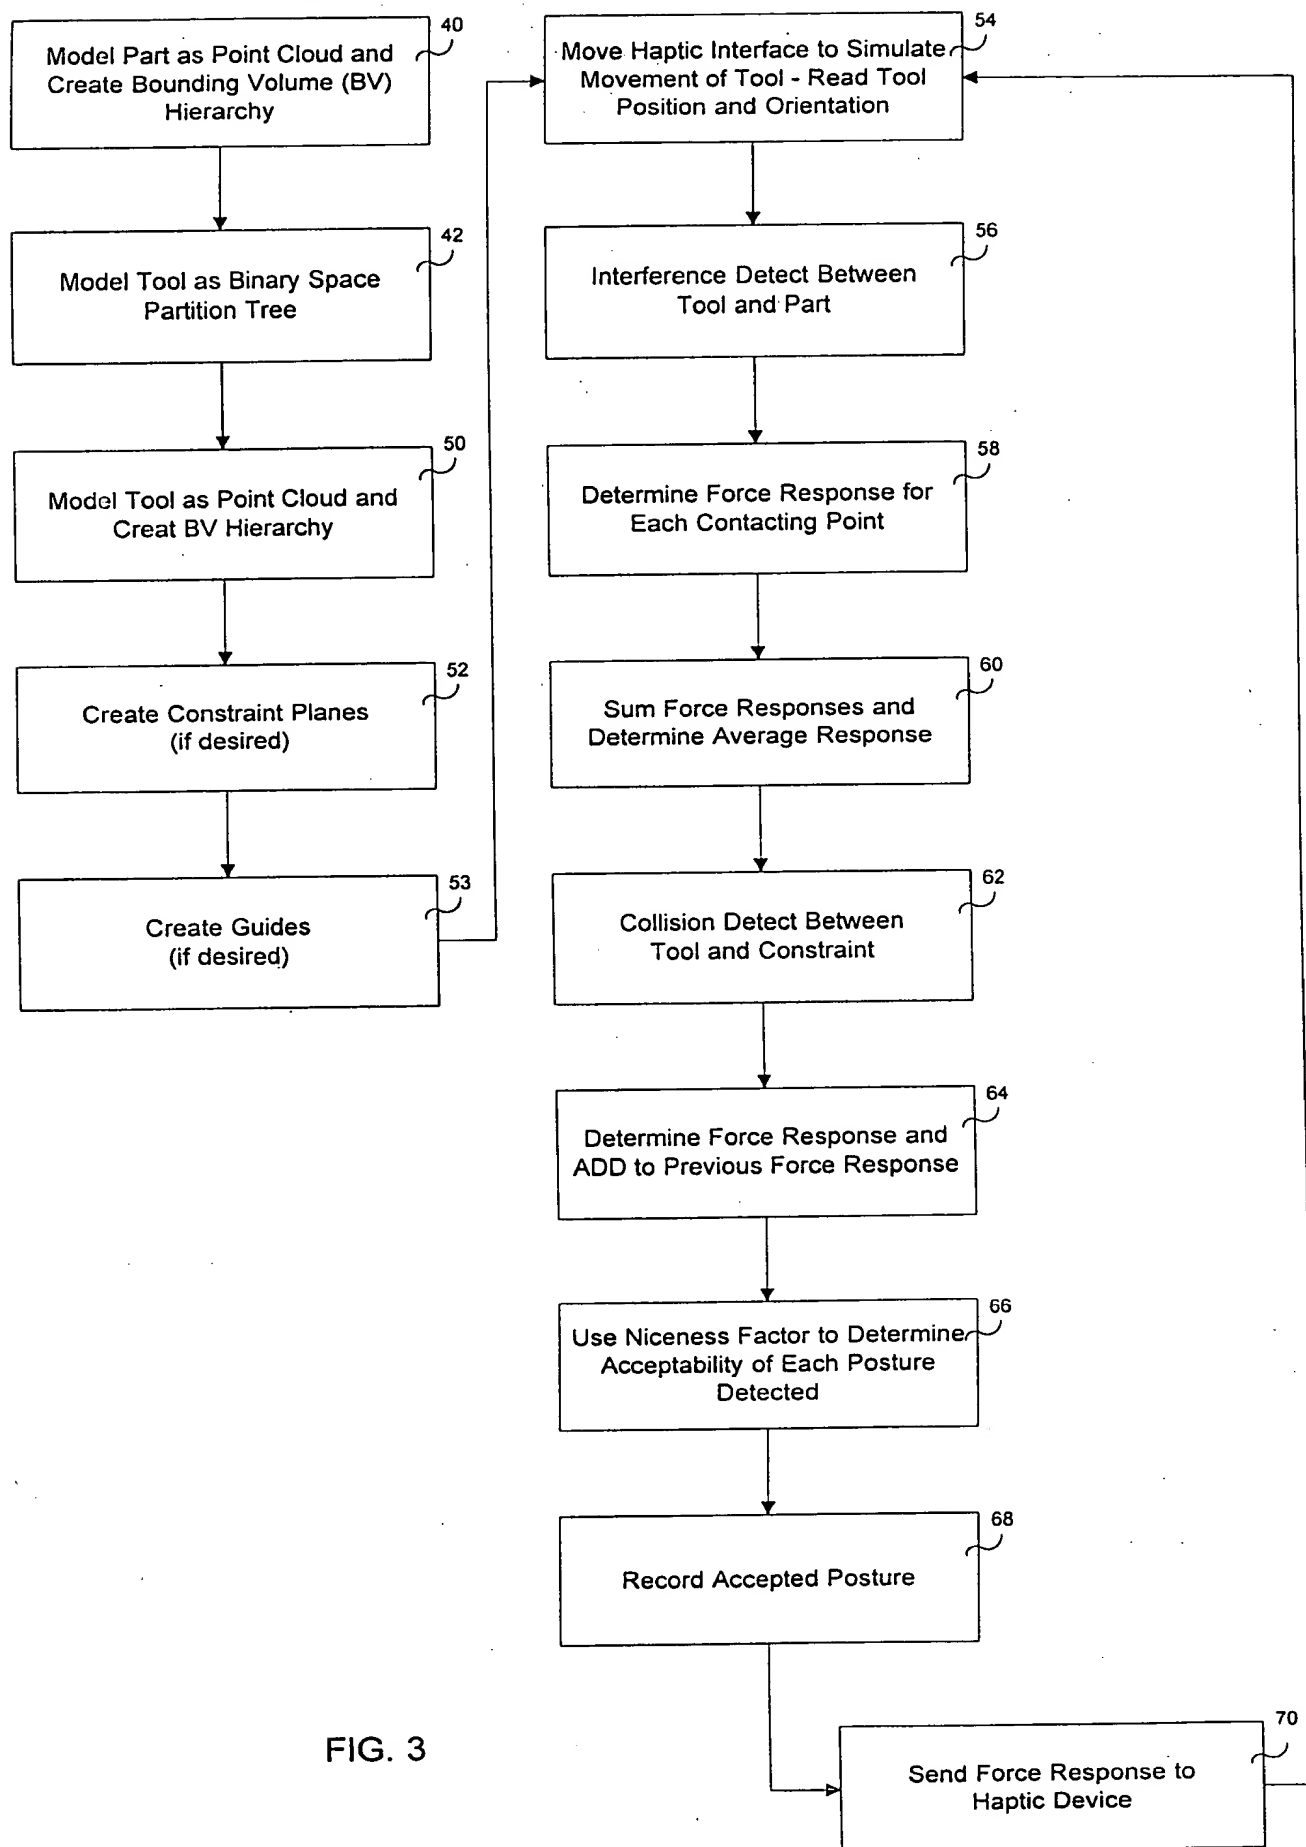 40
Model Part as Point Cloud and
Create Bounding Volume (BV)
Hierarchy
42
Model Tool as Binary Space
Partition Tree
50
Model Tool as Point Cloud and
Creat BV Hierarchy
52
Create Constraint Planes
(if desired)
53
Create Guides
(if desired)
54
Move Haptic Interface to Simulate
Movement of Tool - Read Tool
Position and Orientation
56
Interference Detect Between
Tool and Part
58
Determine Force Response for
Each Contacting Point
60
Sum Force Responses and
Determine Average Response
62
Collision Detect Between
Tool and Constraint
64
Determine Force Response and
ADD to Previous Force Response
66
Use Niceness Factor to Determine
Acceptability of Each Posture
Detected
68
Record Accepted Posture
70
Send Force Response to
Haptic Device
FIG. 3